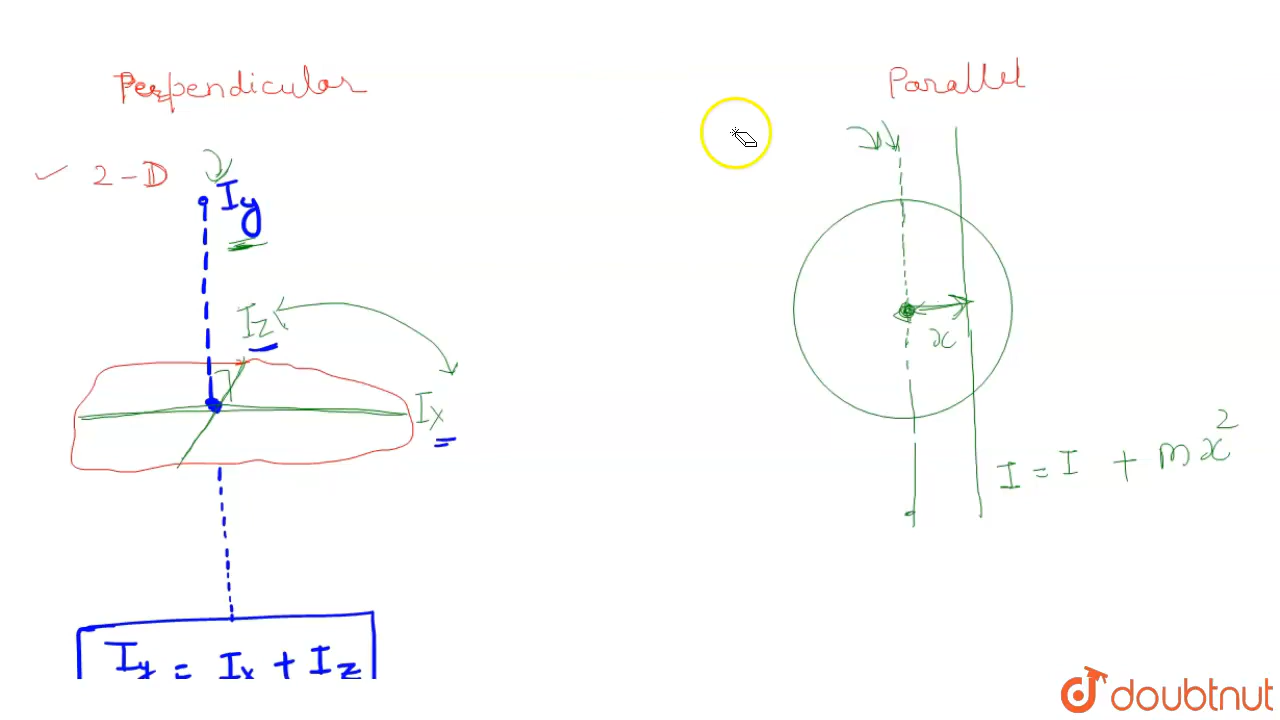 Perpendicular
2-D
Iy
Iz
Ix
Iy = Ix + Iz
Parallel
x
I = I + mx²
doubtnut